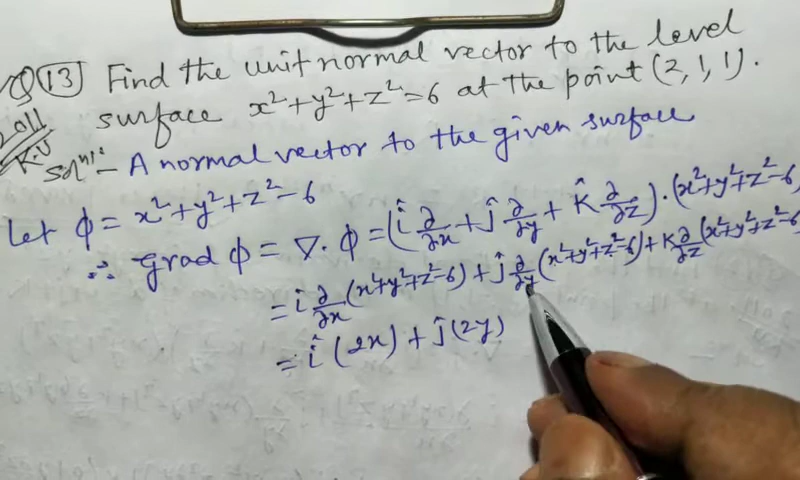 Q 13 Find the unit normal vector to the level
surface x²+y²+z²=6 at the point (2,1,1).
2011
K.U
Solⁿ:- A normal vector to the given surface
Let ϕ = x²+y²+z²-6
∴ grad ϕ = ∇. ϕ = (î ∂/∂x + ĵ ∂/∂y + k̂ ∂/∂z) . (x²+y²+z²-6
= î ∂/∂x (x²+y²+z²-6) + ĵ ∂/∂y (x²+y²+z²-6) + k ∂/∂z (x²+y²+z²-6
= î (2x) + ĵ (2y)